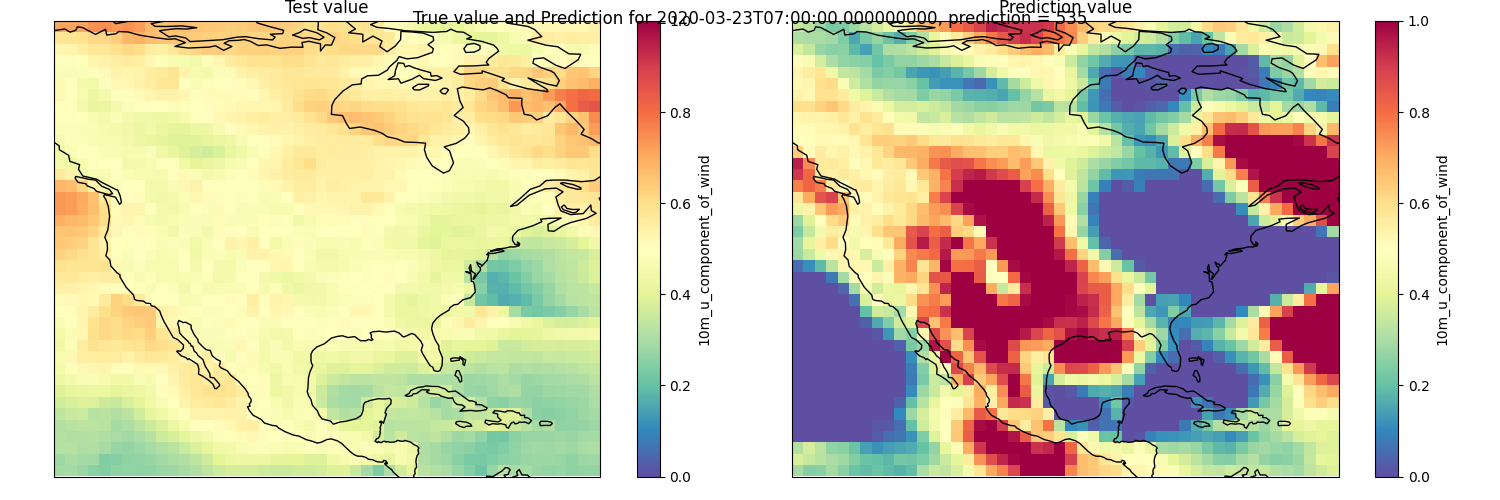 Test value
True value and Prediction for 2020-03-23T07:00:00.000000000, prediction = 535
Prediction value
1.0
0.8
0.6
0.4
0.2
0.0
10m_u_component_of_wind
1.0
0.8
0.6
0.4
0.2
0.0
10m_u_component_of_wind